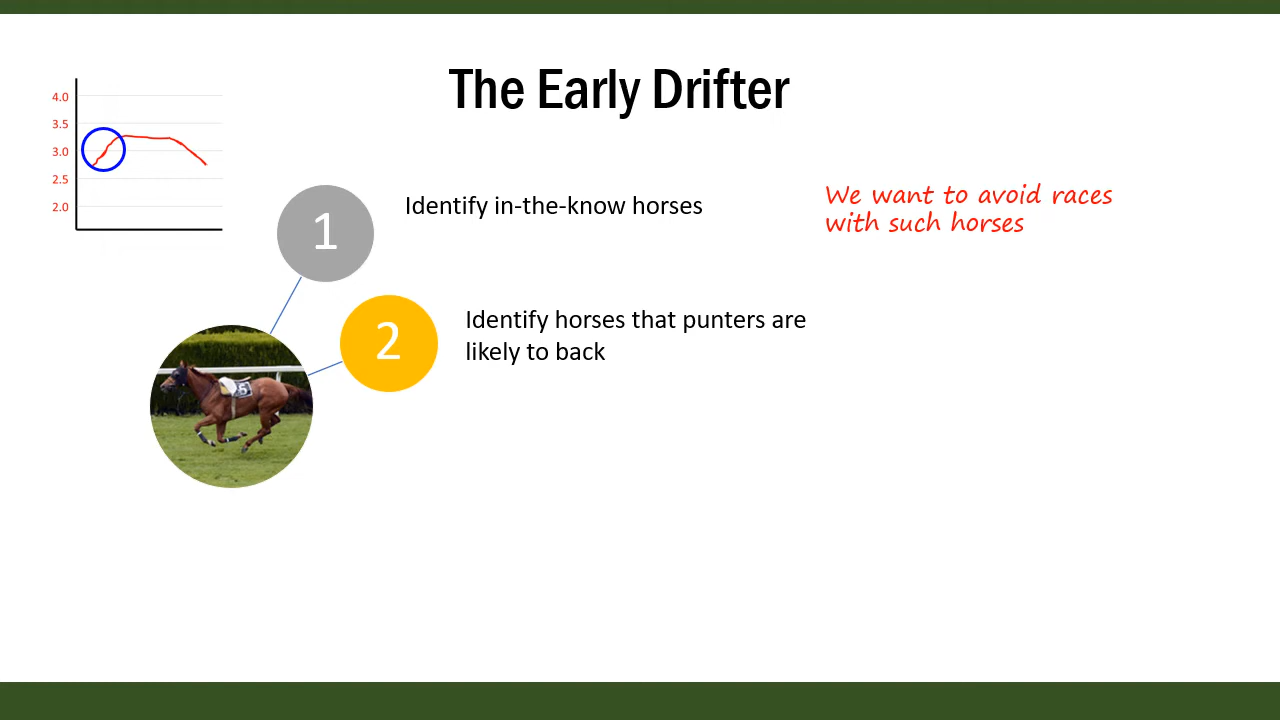 The Early Drifter
4.0
3.5
3.0
2.5
2.0
1
Identify in-the-know horses
We want to avoid races
with such horses
2
Identify horses that punters are
likely to back
5